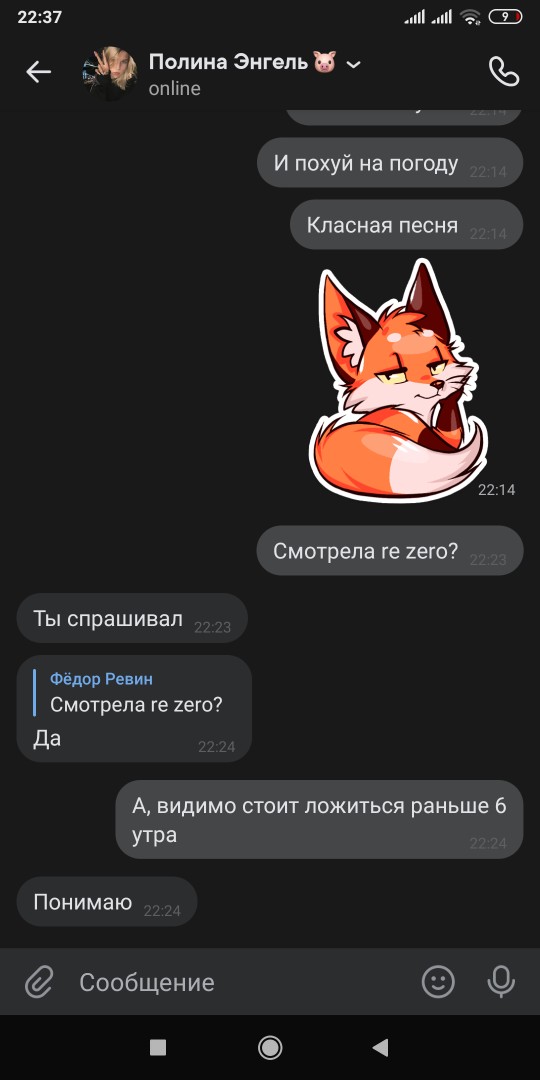 22:37
9
Полина Энгель
online
22:14
И похуй на погоду 22:14
Класная песня 22:14
22:14
Смотрела re zero? 22:23
Ты спрашивал 22:23
Фёдор Ревин
Смотрела re zero?
Да 22:24
А, видимо стоит ложиться раньше 6
утра 22:24
Понимаю 22:24
Сообщение